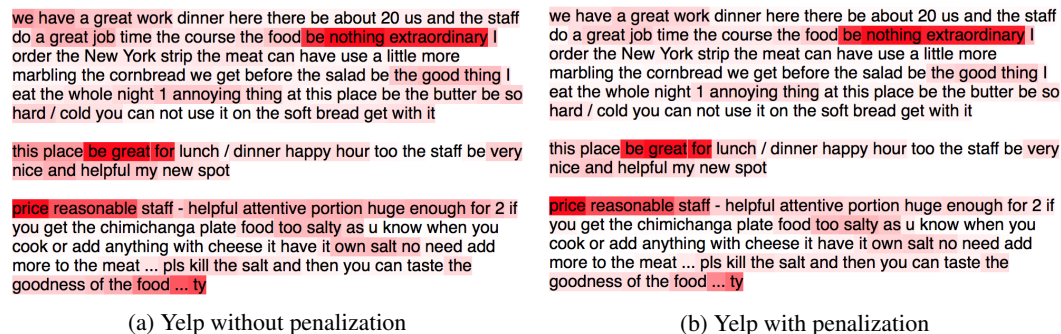 we have a great work dinner here there be about 20 us and the staff
do a great job time the course the food be nothing extraordinary I
order the New York strip the meat can have use a little more
marbling the cornbread we get before the salad be the good thing I
eat the whole night 1 annoying thing at this place be the butter be so
hard / cold you can not use it on the soft bread get with it
this place be great for lunch / dinner happy hour too the staff be very
nice and helpful my new spot
price reasonable staff - helpful attentive portion huge enough for 2 if
you get the chimichanga plate food too salty as u know when you
cook or add anything with cheese it have it own salt no need add
more to the meat ... pls kill the salt and then you can taste the
goodness of the food ... ty
(a) Yelp without penalization
we have a great work dinner here there be about 20 us and the staff
do a great job time the course the food be nothing extraordinary I
order the New York strip the meat can have use a little more
marbling the cornbread we get before the salad be the good thing I
eat the whole night 1 annoying thing at this place be the butter be so
hard / cold you can not use it on the soft bread get with it
this place be great for lunch / dinner happy hour too the staff be very
nice and helpful my new spot
price reasonable staff - helpful attentive portion huge enough for 2 if
you get the chimichanga plate food too salty as u know when you
cook or add anything with cheese it have it own salt no need add
more to the meat ... pls kill the salt and then you can taste the
goodness of the food ... ty
(b) Yelp with penalization